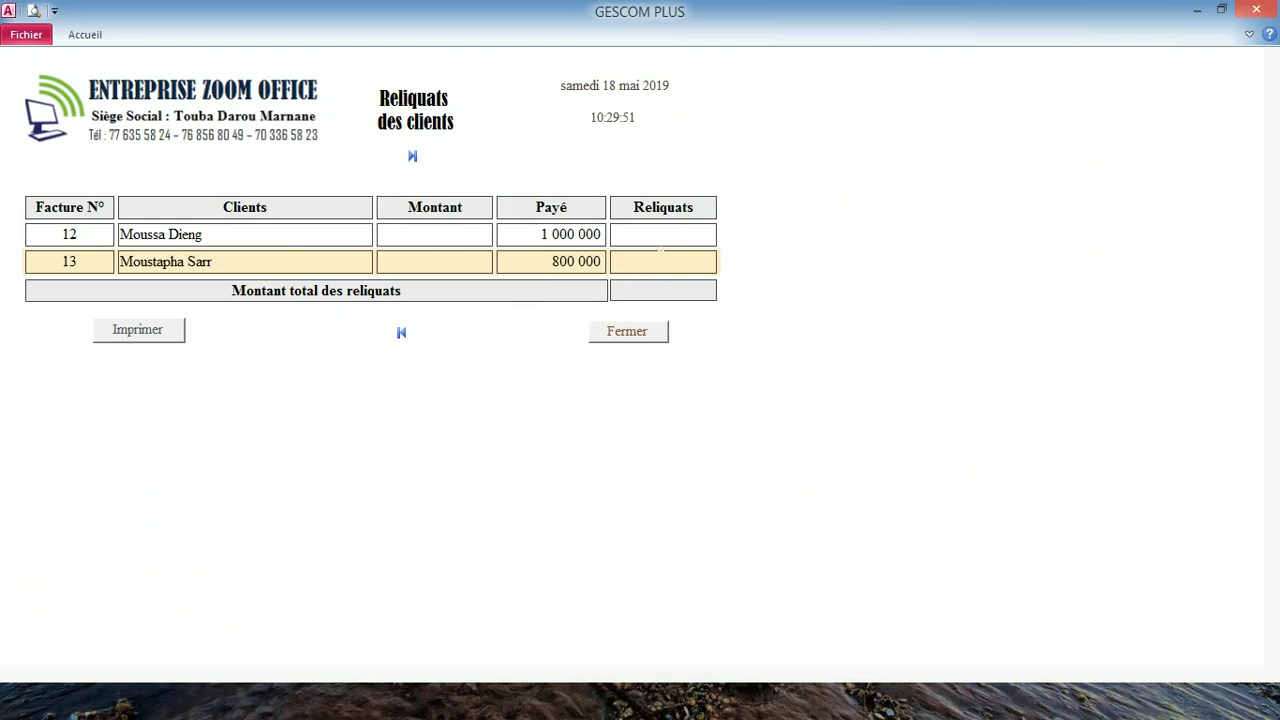 GESCOM PLUS
Fichier Accueil
ENTREPRISE ZOOM OFFICE
Siège Social : Touba Darou Marnane
Tél : 77 635 58 24 – 76 856 80 49 – 70 336 58 23
Reliquats
des clients
samedi 18 mai 2019
10:29:51
Facture N° Clients Montant Payé Reliquats
12 Moussa Dieng 1 000 000
13 Moustapha Sarr 800 000
Montant total des reliquats
Imprimer Fermer